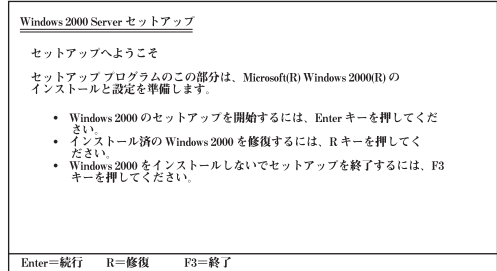 Windows 2000 Server セットアップ
セットアップへようこそ
セットアップ プログラムのこの部分は、Microsoft(R) Windows 2000(R) の
インストールと設定を準備します。
• Windows 2000 のセットアップを開始するには、Enter キーを押してくだ
さい。
• インストール済の Windows 2000 を修復するには、R キーを押してく
ださい。
• Windows 2000 をインストールしないでセットアップを終了するには、F3
キーを押してください。
Enter＝続行 R＝修復 F3＝終了